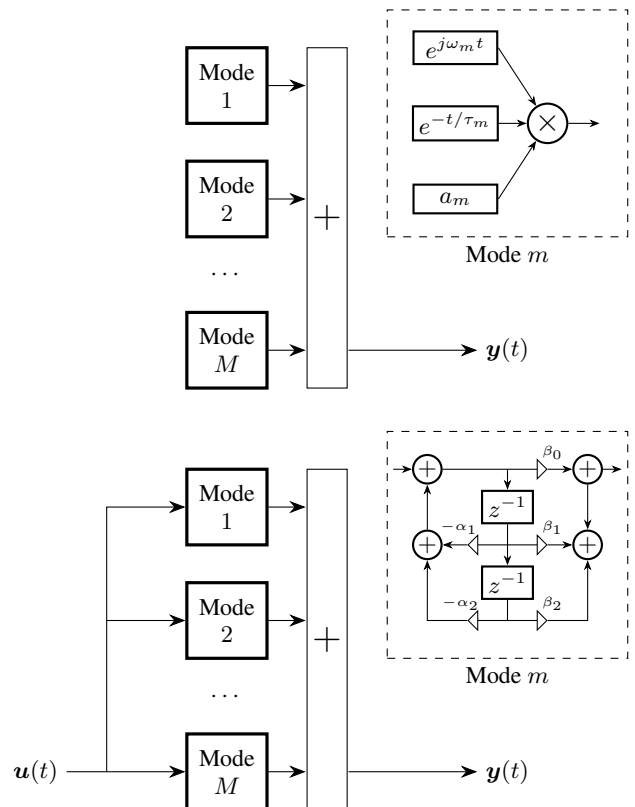 Mode
1
Mode
2
...
Mode
M
+
y(t)
e^{jω_m t}
e^{-t/τ_m}
a_m
×
Mode m
u(t)
Mode
1
Mode
2
...
Mode
M
+
y(t)
+ β_0 +
z^{-1}
+ -α_1 β_1 +
z^{-1}
-α_2 β_2
Mode m